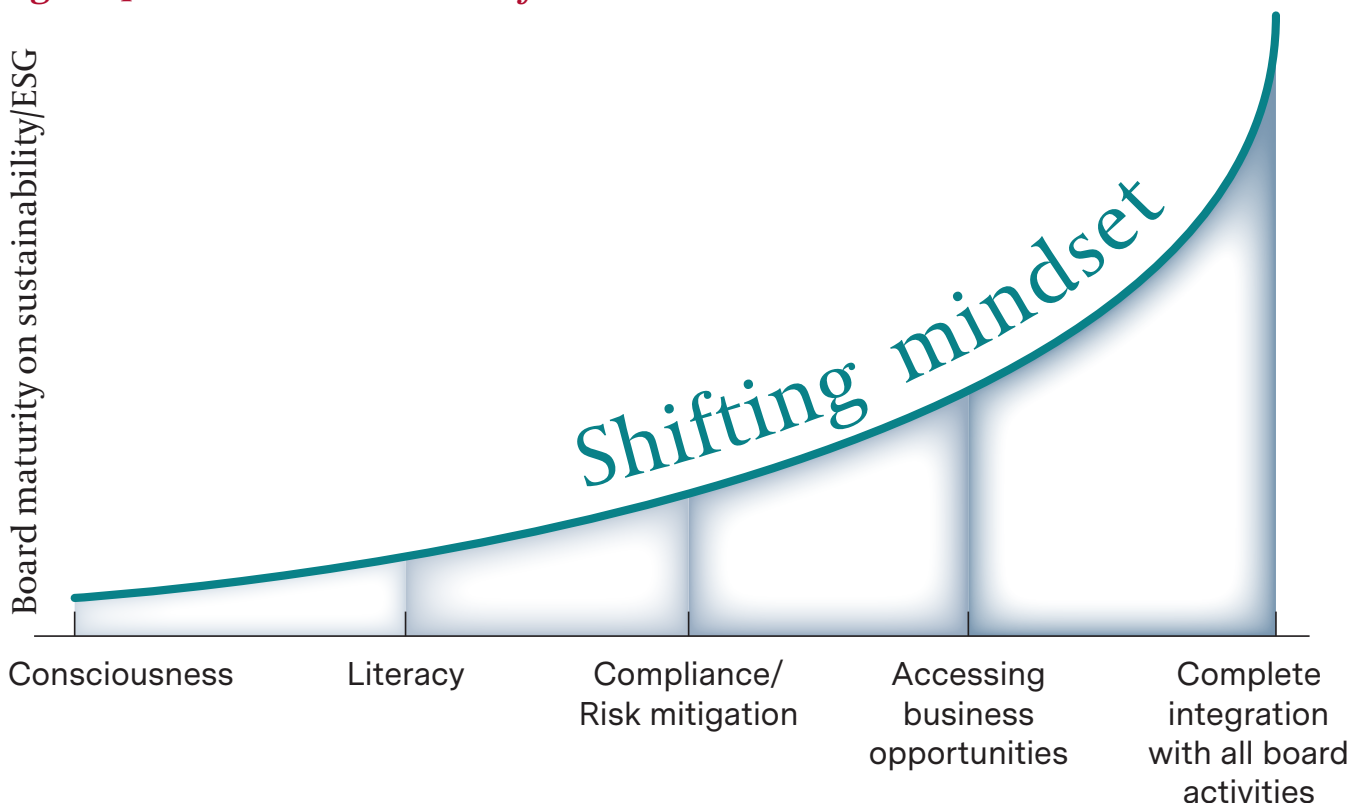 Board maturity on sustainability/ESG
Shifting mindset
Consciousness
Literacy
Compliance/
Risk mitigation
Accessing
business
opportunities
Complete
integration
with all board
activities